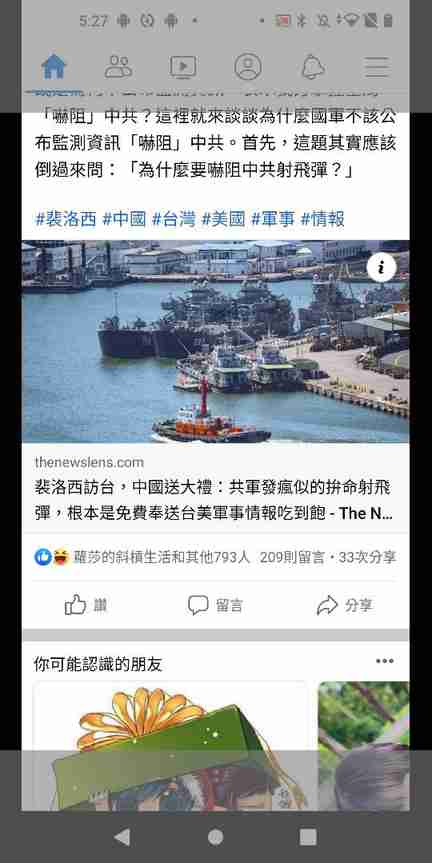 5:27
「嚇阻」中共？這裡就來談談為什麼國軍不該公
布監測資訊「嚇阻」中共。首先，這題其實應該
倒過來問：「為什麼要嚇阻中共射飛彈？」
#裴洛西 #中國 #台灣 #美國 #軍事 #情報
thenewslens.com
裴洛西訪台，中國送大禮：共軍發瘋似的拚命射飛
彈，根本是免費奉送台美軍事情報吃到飽 - The N...
蘿莎的斜槓生活和其他793人 209則留言・33次分享
讚 留言 分享
你可能認識的朋友